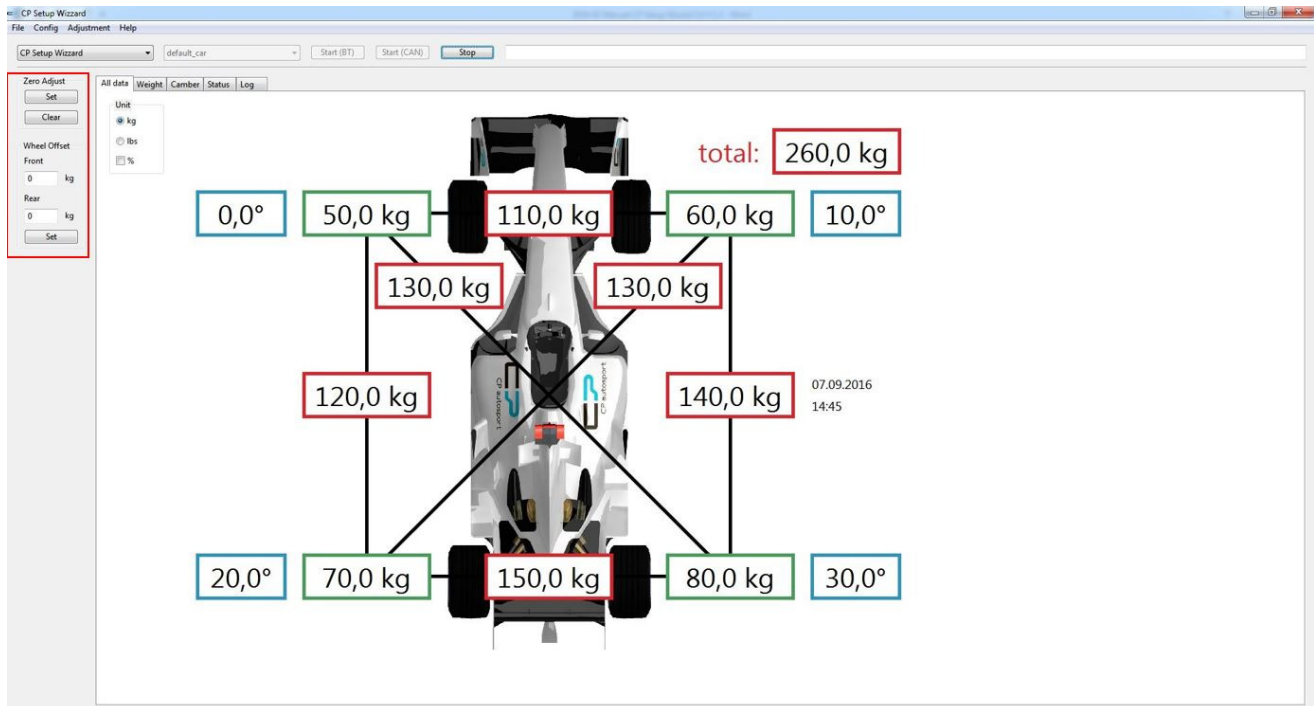 CP Setup Wizzard
File Config Adjustment Help
CP Setup Wizzard default_car Start (BT) Start (CAN) Stop
Zero Adjust
Set
Clear
Wheel Offset
Front
0 kg
Rear
0 kg
Set
All data Weight Camber Status Log
Unit
kg
lbs
%
total: 260,0 kg
0,0° 50,0 kg 110,0 kg 60,0 kg 10,0°
130,0 kg 130,0 kg
120,0 kg 140,0 kg
CP autosport
CP autosport
07.09.2016
14:45
20,0° 70,0 kg 150,0 kg 80,0 kg 30,0°